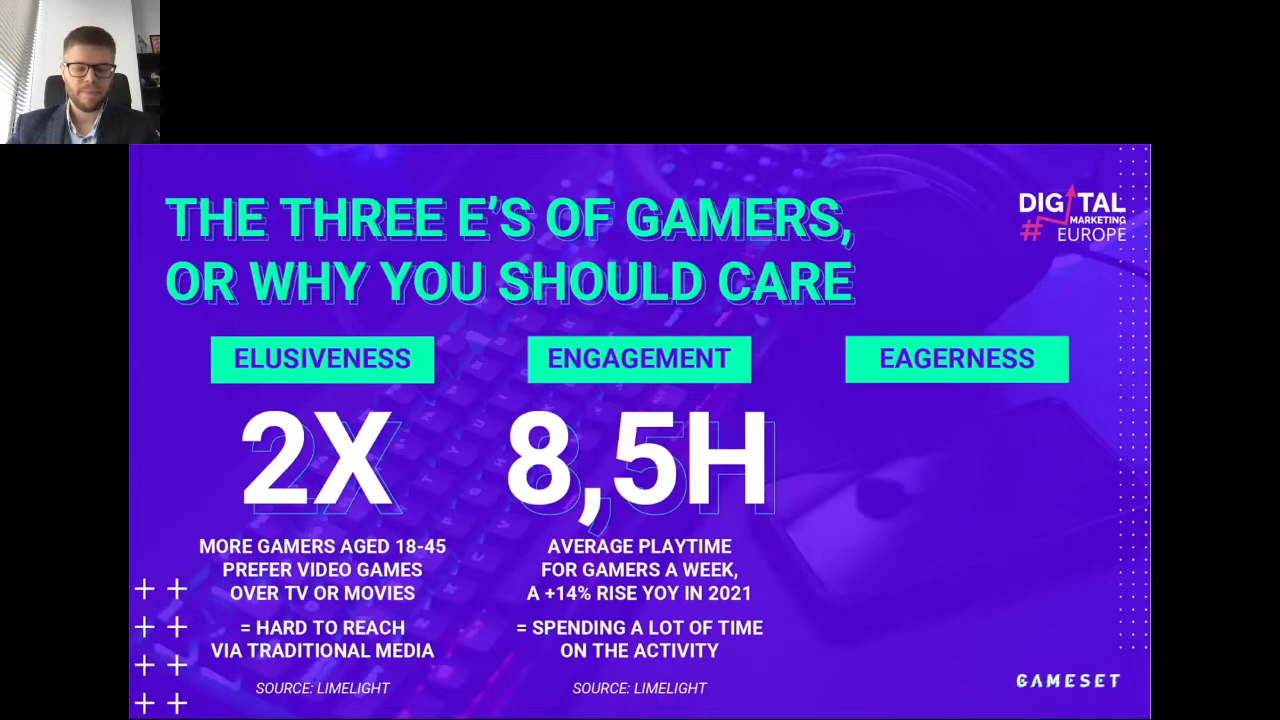 THE THREE E'S OF GAMERS,
OR WHY YOU SHOULD CARE
DIGITAL
MARKETING
# EUROPE
ELUSIVENESS
2X
MORE GAMERS AGED 18-45
PREFER VIDEO GAMES
OVER TV OR MOVIES
= HARD TO REACH
VIA TRADITIONAL MEDIA
SOURCE: LIMELIGHT
ENGAGEMENT
8,5H
AVERAGE PLAYTIME
FOR GAMERS A WEEK,
A +14% RISE YOY IN 2021
= SPENDING A LOT OF TIME
ON THE ACTIVITY
SOURCE: LIMELIGHT
EAGERNESS
GAMESET